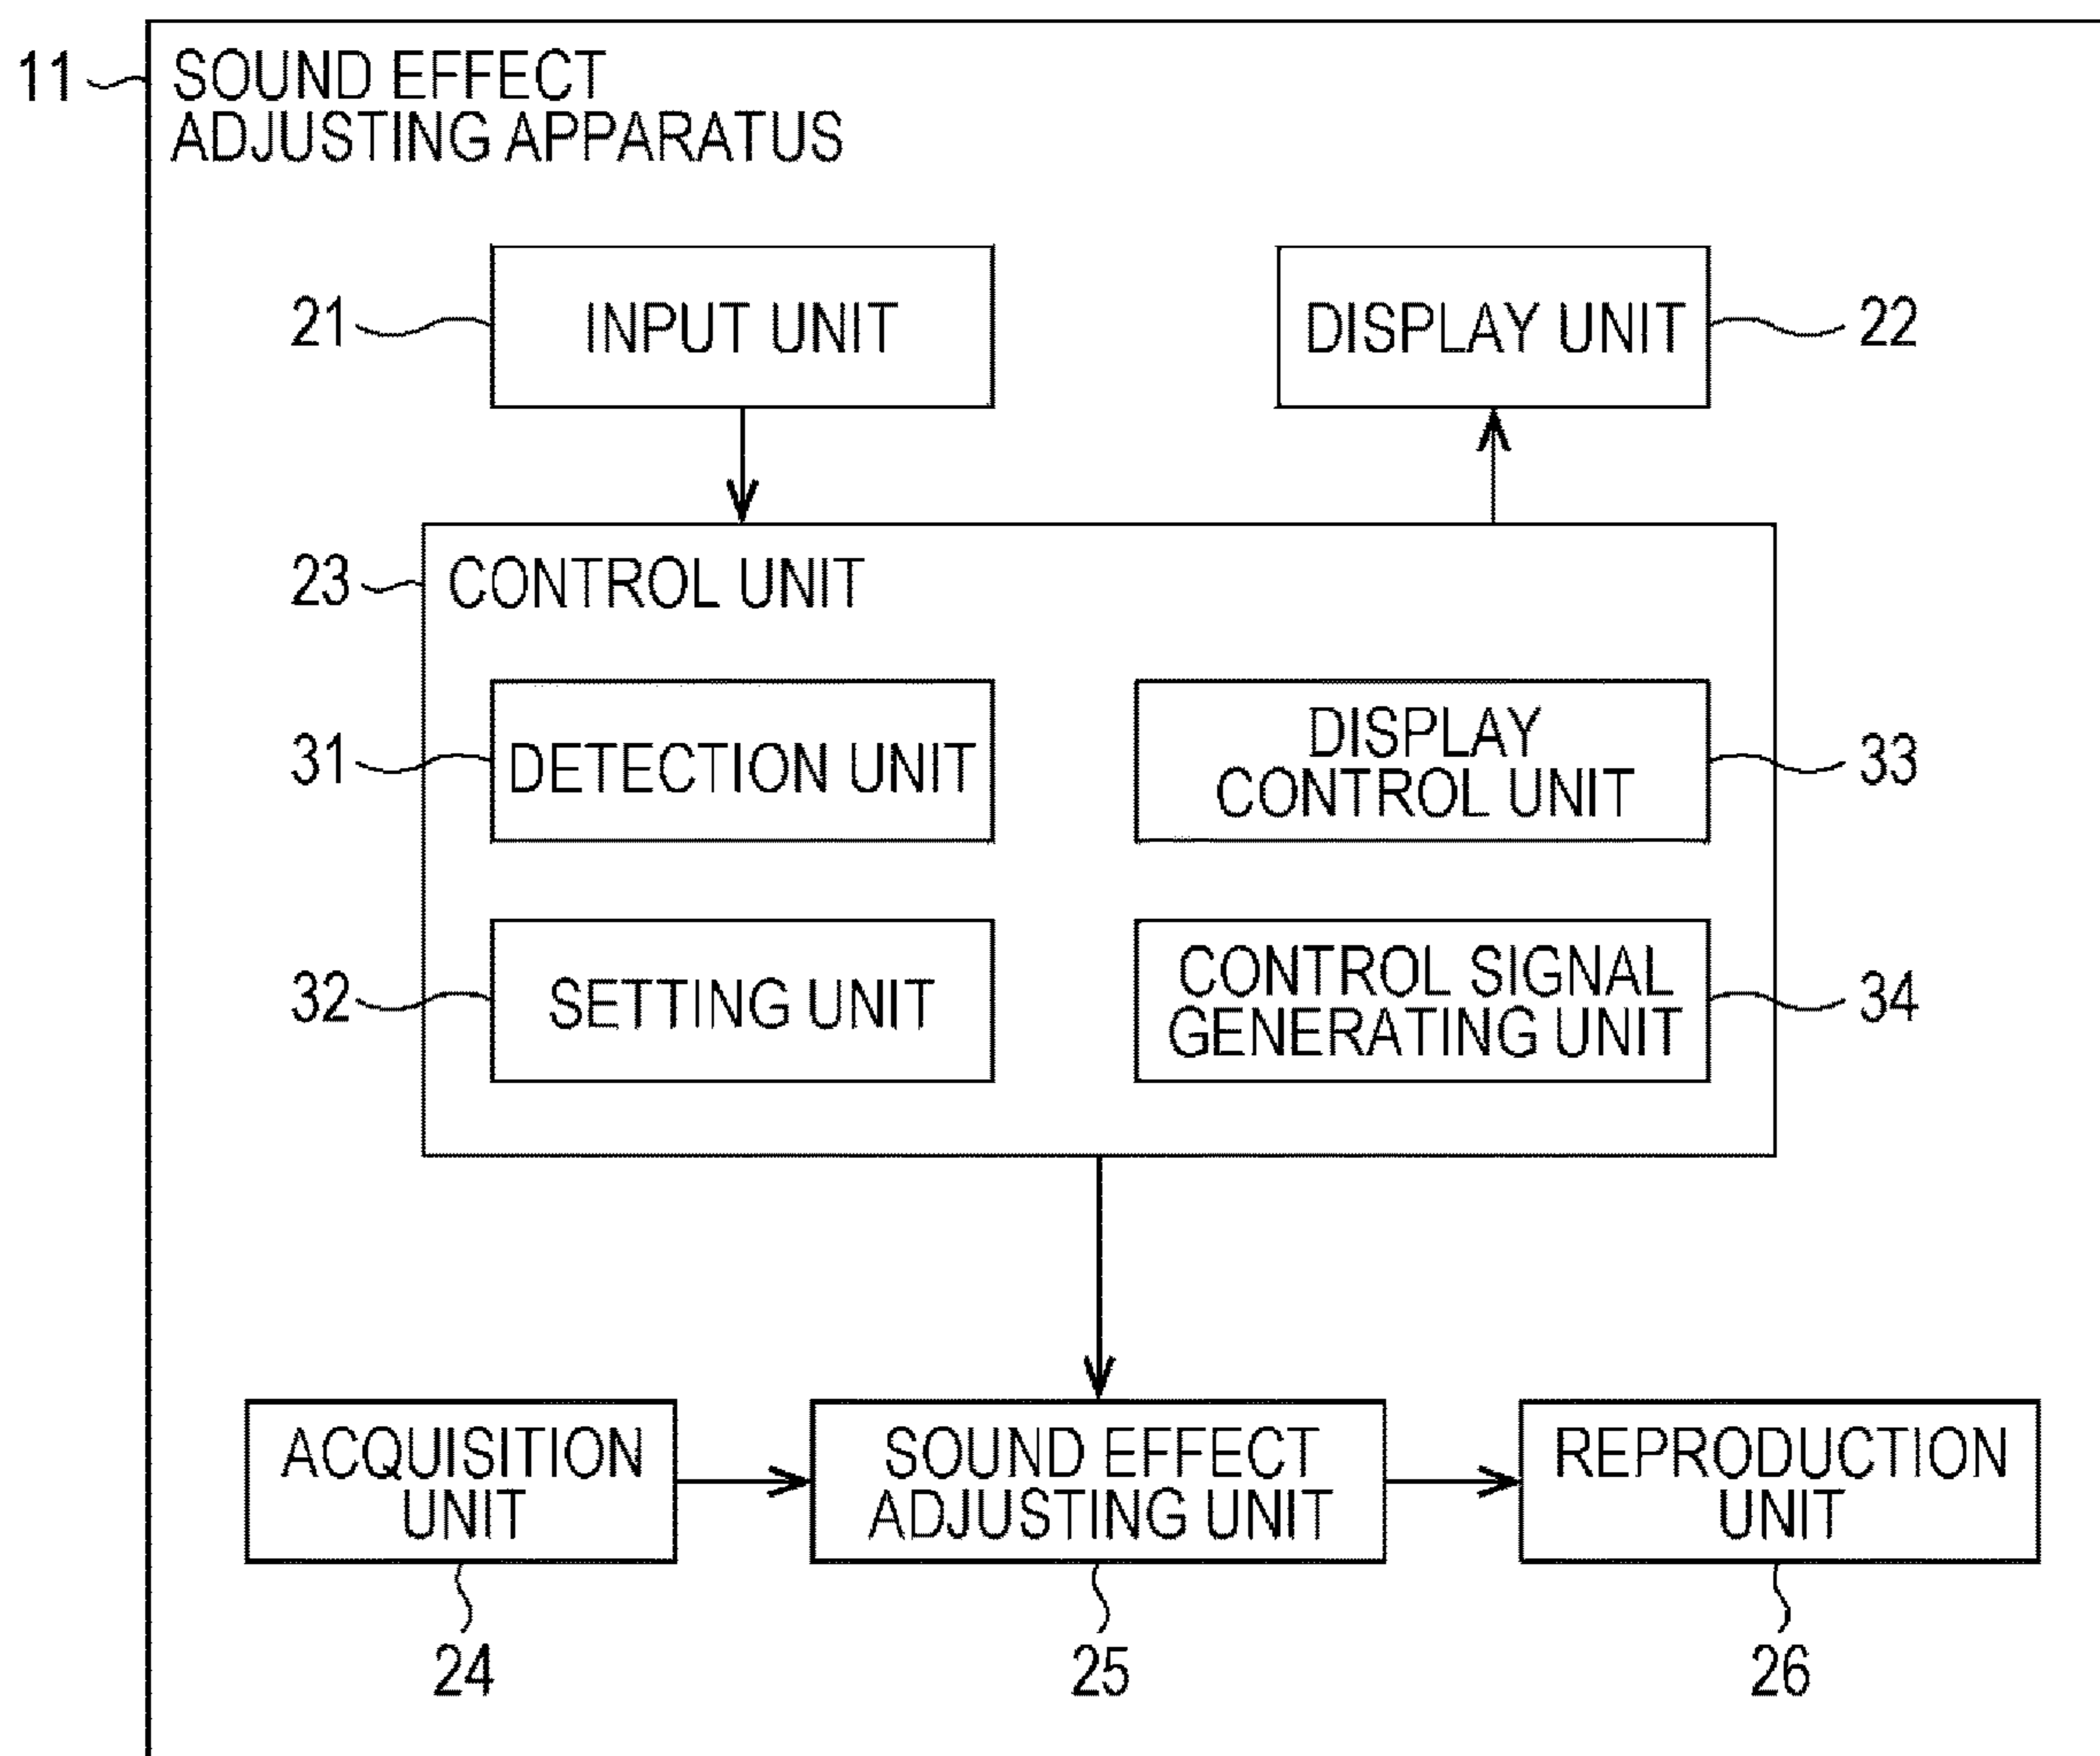 11
SOUND EFFECT
ADJUSTING APPARATUS
21
INPUT UNIT
DISPLAY UNIT
22
23
CONTROL UNIT
31
DETECTION UNIT
DISPLAY
CONTROL UNIT
33
32
SETTING UNIT
CONTROL SIGNAL
GENERATING UNIT
34
ACQUISITION
UNIT
SOUND EFFECT
ADJUSTING UNIT
REPRODUCTION
UNIT
24
25
26